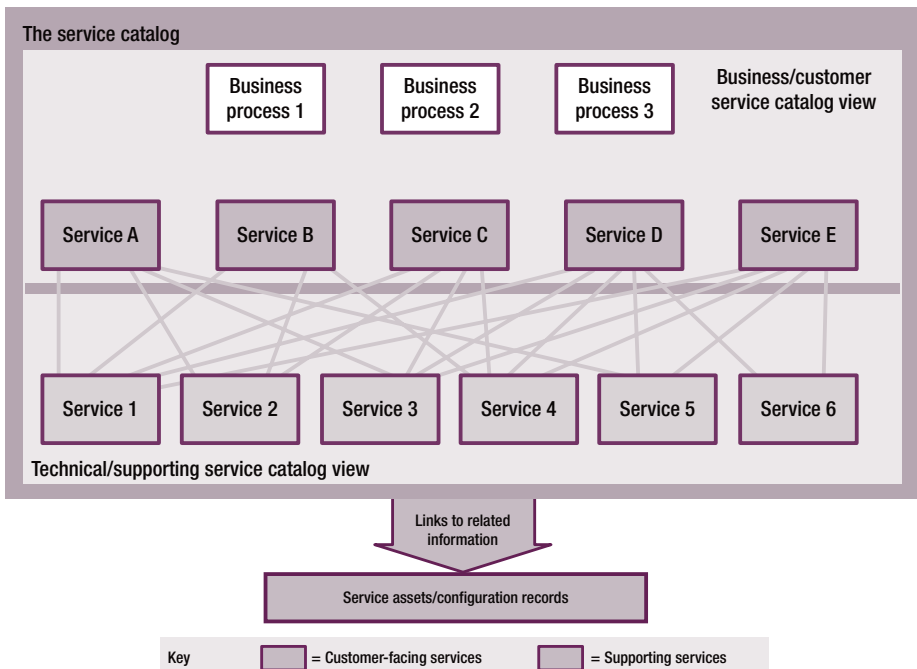 The service catalog
Business
process 1
Business
process 2
Business
process 3
Business/customer
service catalog view
Service A
Service B
Service C
Service D
Service E
Service 1
Service 2
Service 3
Service 4
Service 5
Service 6
Technical/supporting service catalog view
Links to related
information
Service assets/configuration records
Key
= Customer-facing services
= Supporting services